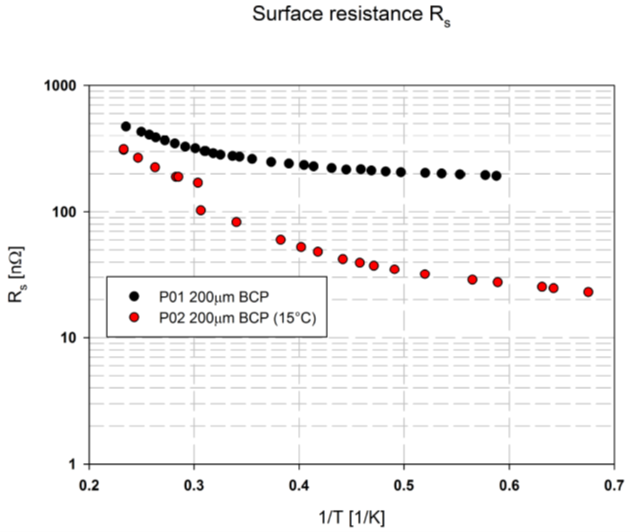 Surface resistance Rs
1000
100
10
1
Rs [nΩ]
P01 200μm BCP
P02 200μm BCP (15°C)
0.2 0.3 0.4 0.5 0.6 0.7
1/T [1/K]